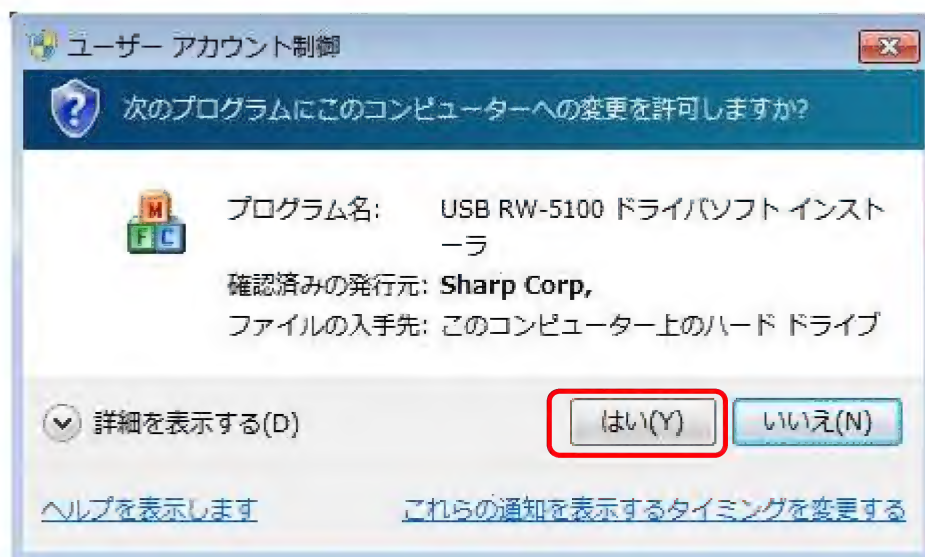 ユーザー アカウント制御
次のプログラムにこのコンピューターへの変更を許可しますか?
M
F C
プログラム名: USB RW-5100 ドライバソフト インスト
ーラ
確認済みの発行元: Sharp Corp,
ファイルの入手先: このコンピューター上のハード ドライブ
詳細を表示する(D) はい(Y) いいえ(N)
ヘルプを表示します これらの通知を表示するタイミングを変更する